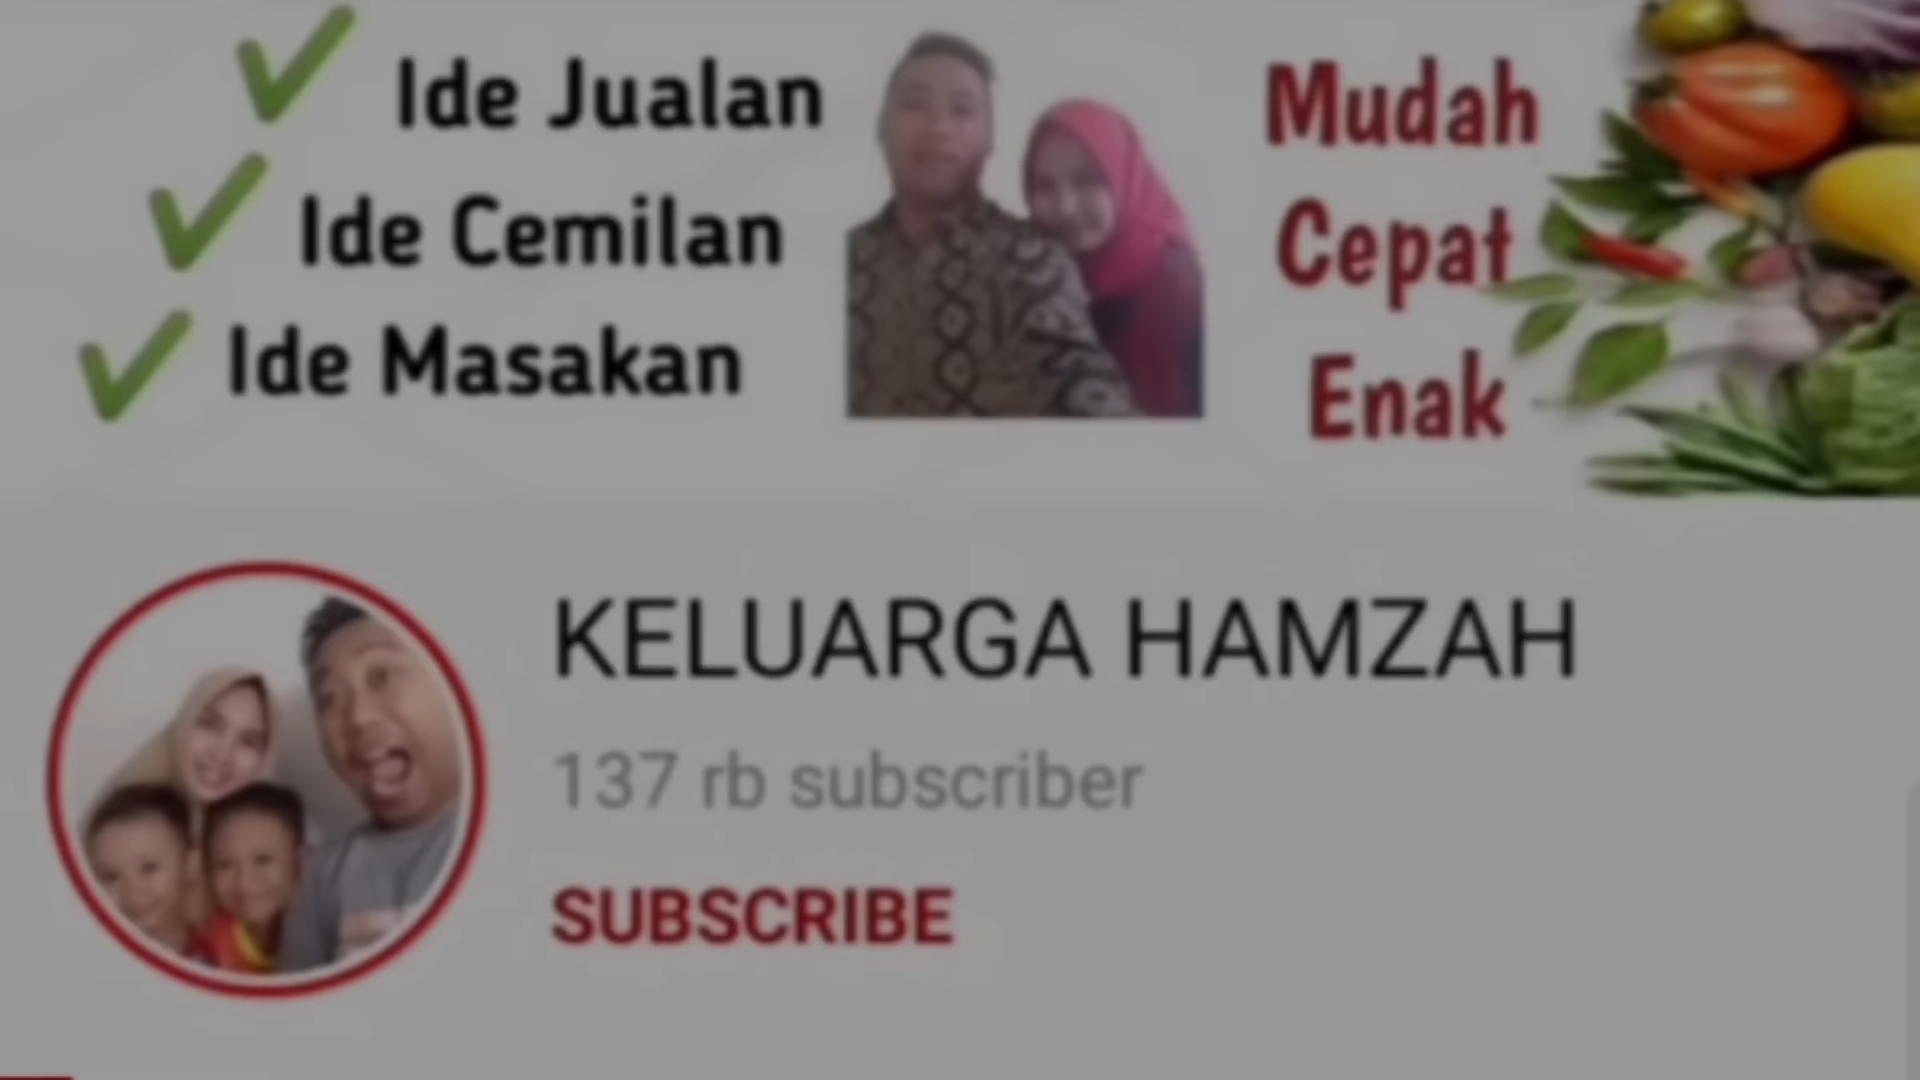 Ide Jualan
Ide Cemilan
Ide Masakan
Mudah
Cepat
Enak
KELUARGA HAMZAH
137 rb subscriber
SUBSCRIBE